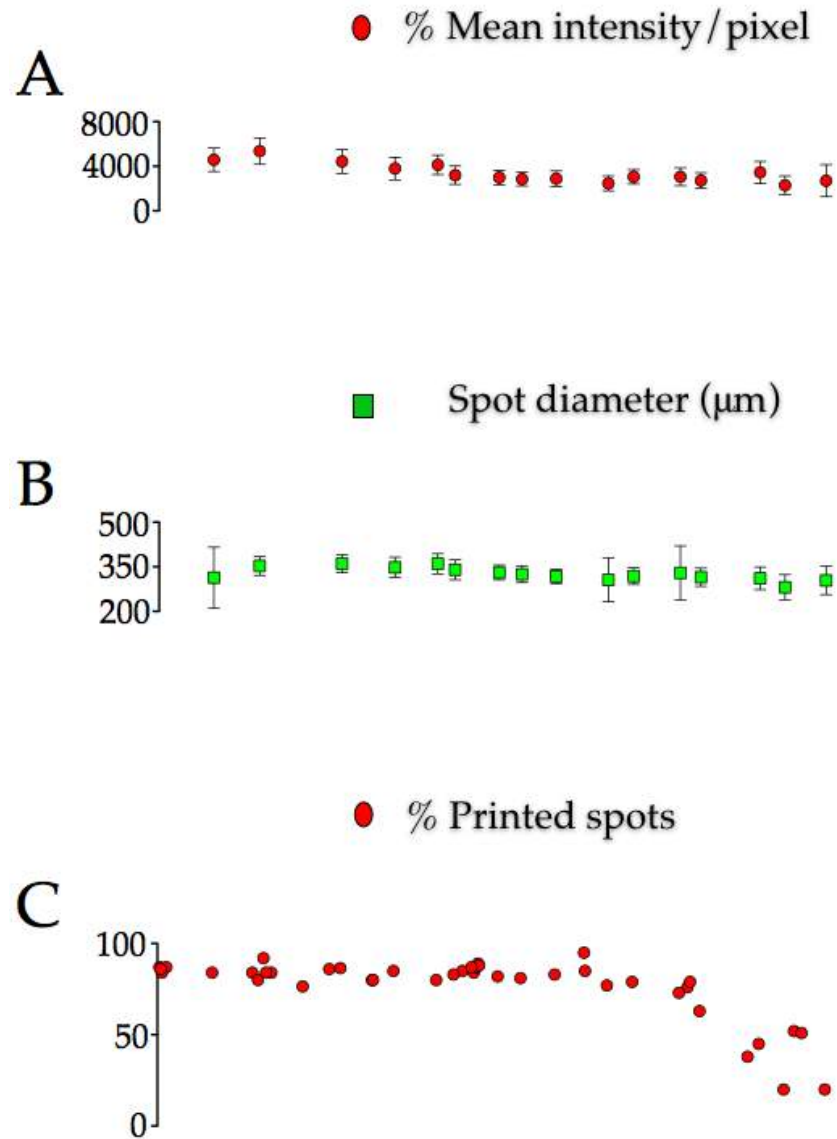 % Mean intensity/pixel
A
8000
4000
0
Spot diameter (µm)
B
500
350
200
% Printed spots
C
100
50
0